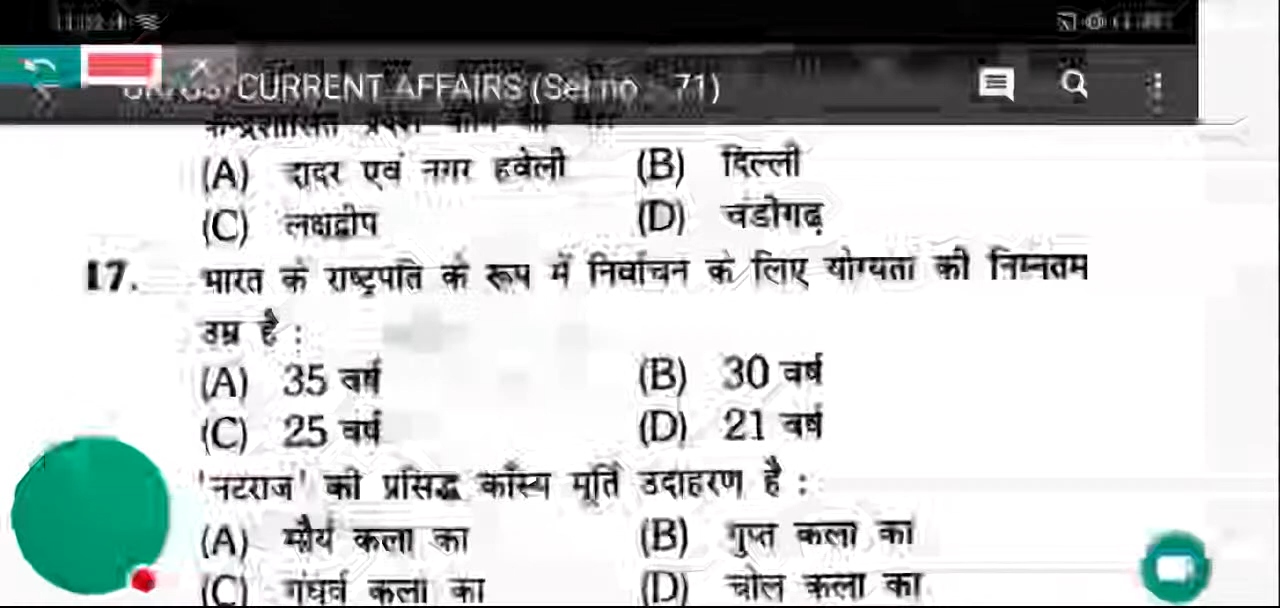 CURRENT AFFAIRS (Set no - 71)
(A) दादर एवं नगर हवेली (B) दिल्ली
(C) लक्षद्वीप (D) चंडीगढ़
17. भारत के राष्ट्रपति के रूप में निर्वाचन के लिए योग्यता की निम्नतम
उम्र है :
(A) 35 वर्ष (B) 30 वर्ष
(C) 25 वर्ष (D) 21 वर्ष
'नटराज' की प्रसिद्ध काँस्य मूर्ति उदाहरण है :
(A) मौर्य कला का (B) गुप्त कला का
(C) गंधर्व कला का (D) चोल कला का